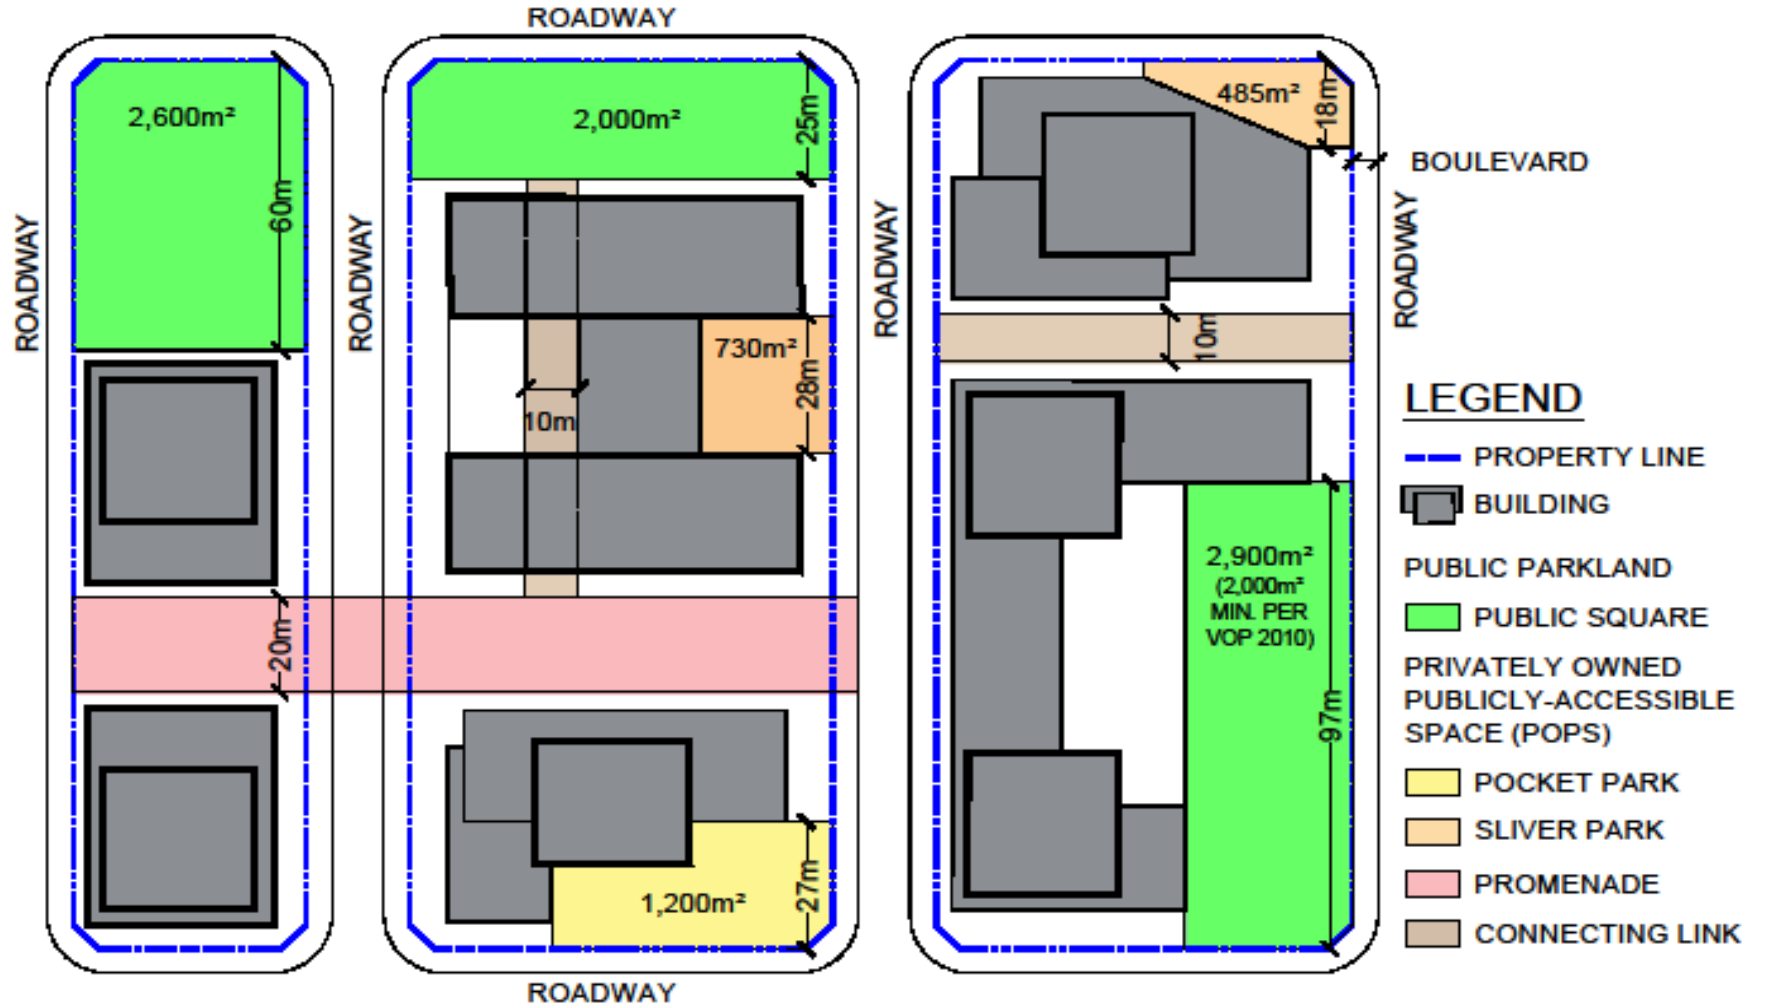 ROADWAY
2,600m²
60m
ROADWAY
ROADWAY
20m
2,000m²
25m
730m²
28m
10m
1,200m²
27m
ROADWAY
ROADWAY
485m²
18m
BOULEVARD
ROADWAY
10m
2,900m²
(2,000m²
MIN. PER
VOP 2010)
97m
LEGEND
PROPERTY LINE
BUILDING
PUBLIC PARKLAND
PUBLIC SQUARE
PRIVATELY OWNED
PUBLICLY-ACCESSIBLE
SPACE (POPS)
POCKET PARK
SLIVER PARK
PROMENADE
CONNECTING LINK